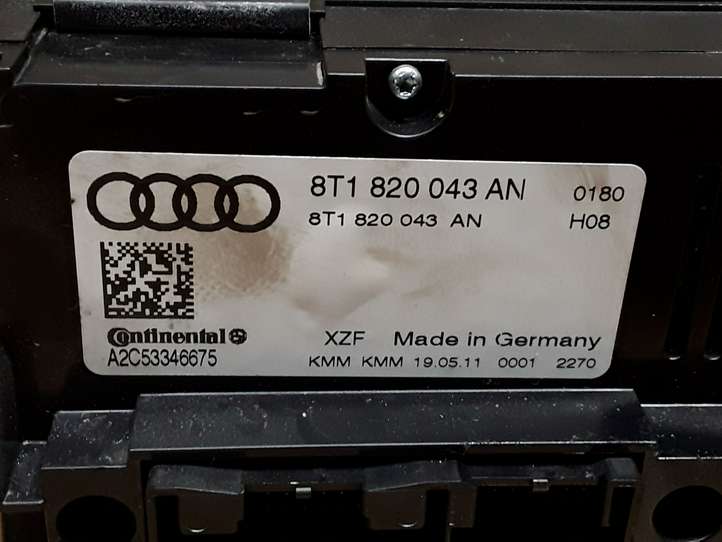 8T1 820 043 AN 0180
8T1 820 043 AN H08
Continental
A2C53346675
XZF Made in Germany
KMM KMM 19.05.11 0001 2270